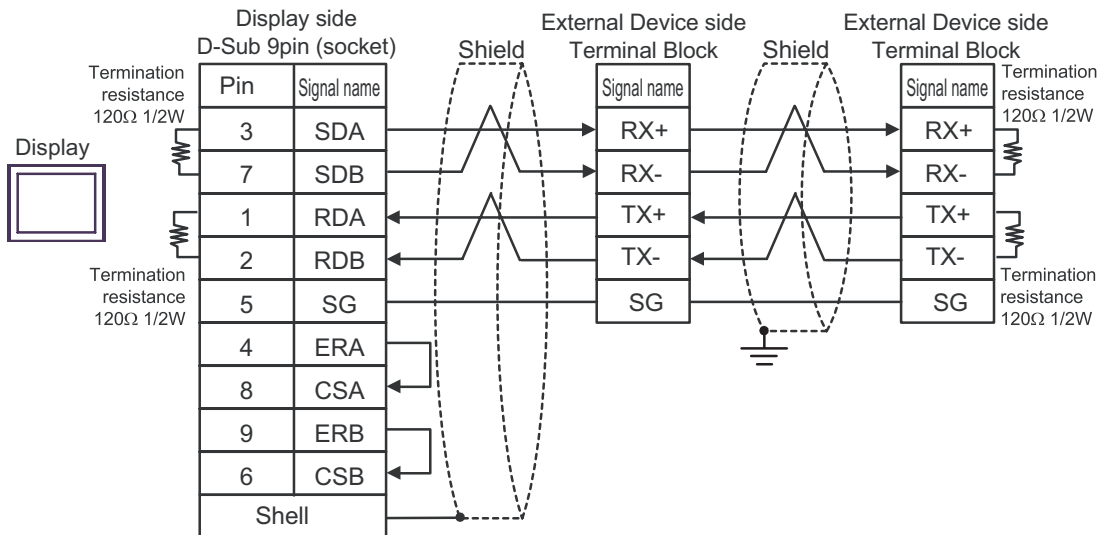 Display side
D-Sub 9pin (socket)
Shield
External Device side
Terminal Block
Shield
External Device side
Terminal Block
Termination
resistance
120Ω 1/2W
Display
Termination
resistance
120Ω 1/2W
Pin Signal name
3 SDA
7 SDB
1 RDA
2 RDB
5 SG
4 ERA
8 CSA
9 ERB
6 CSB
Shell
Signal name
RX+
RX-
TX+
TX-
SG
Signal name
RX+
RX-
TX+
TX-
SG
Termination
resistance
120Ω 1/2W
Termination
resistance
120Ω 1/2W